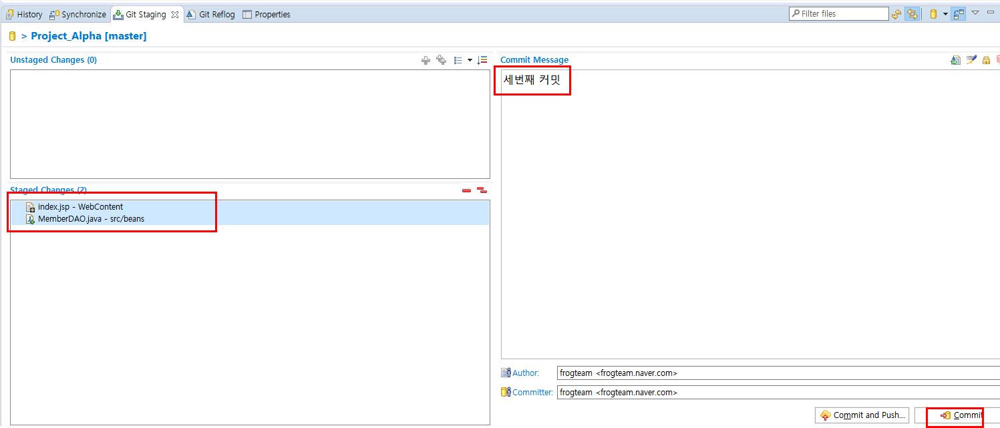 History Synchronize Git Staging Git Reflog Properties Filter files
> Project_Alpha [master]
Unstaged Changes (0)
Commit Message
세번째 커밋
Staged Changes (2)
index.jsp - WebContent
MemberDAO.java - src/beans
Author: frogteam <frogteam.naver.com>
Committer: frogteam <frogteam.naver.com>
Commit and Push... Commit